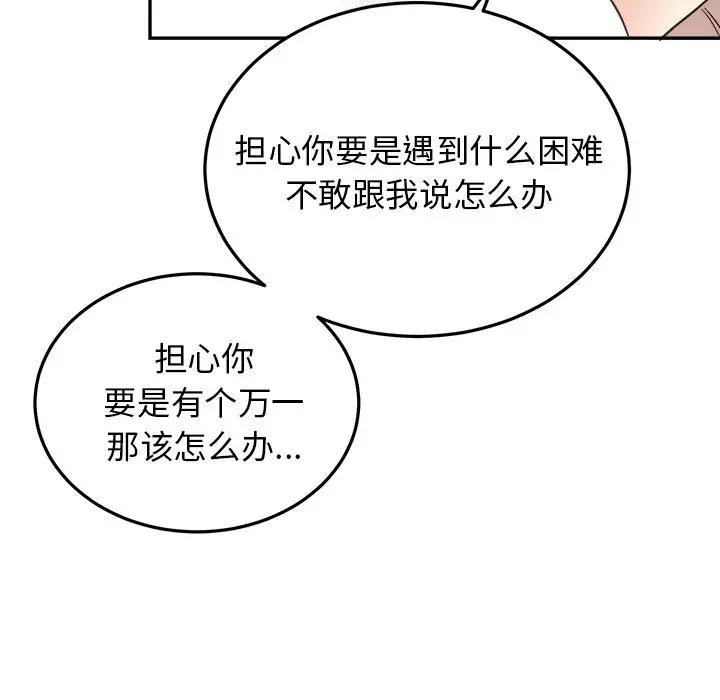 担心你要是遇到什么困难
不敢跟我说怎么办
担心你
要是有个万一
那该怎么办...